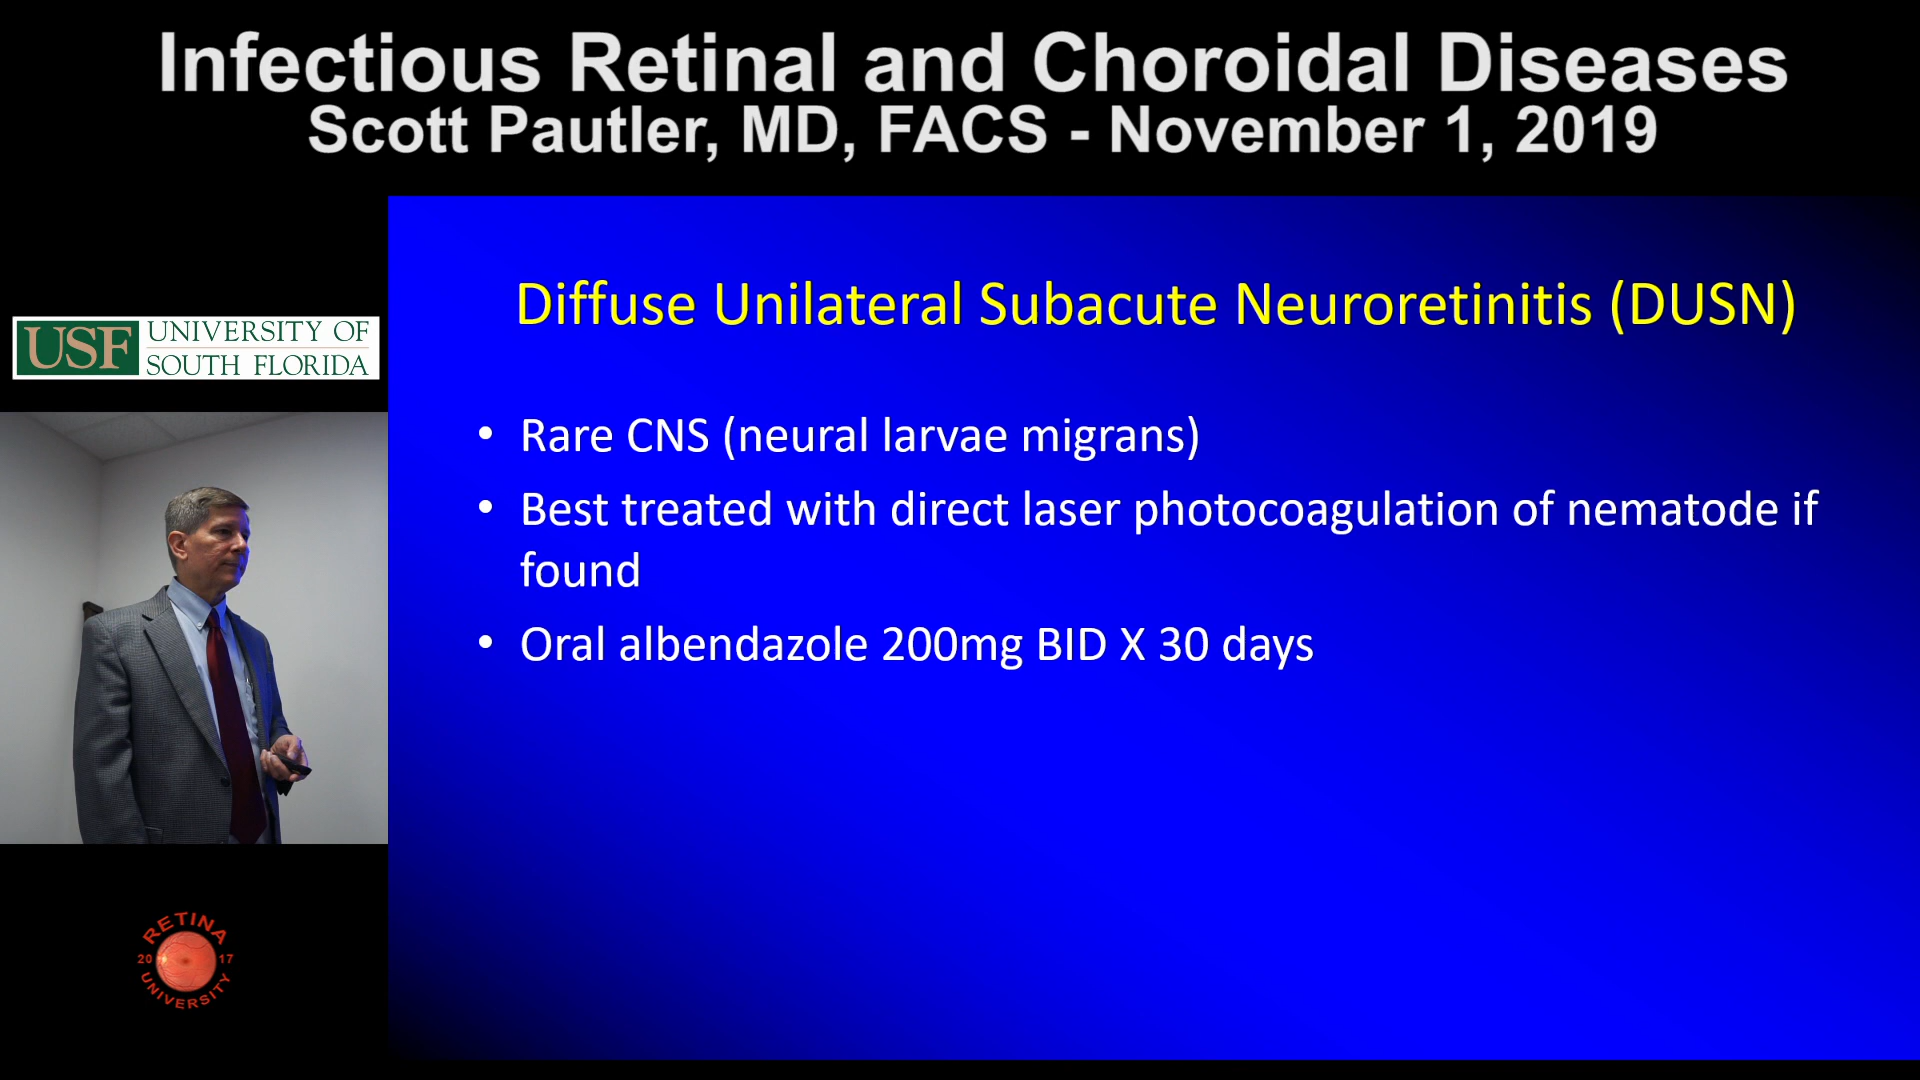 Infectious Retinal and Choroidal Diseases
Scott Pautler, MD, FACS - November 1, 2019
USF UNIVERSITY OF
SOUTH FLORIDA
Diffuse Unilateral Subacute Neuroretinitis (DUSN)
• Rare CNS (neural larvae migrans)
• Best treated with direct laser photocoagulation of nematode if
found
• Oral albendazole 200mg BID X 30 days
RETINA
20 17
UNIVERSITY